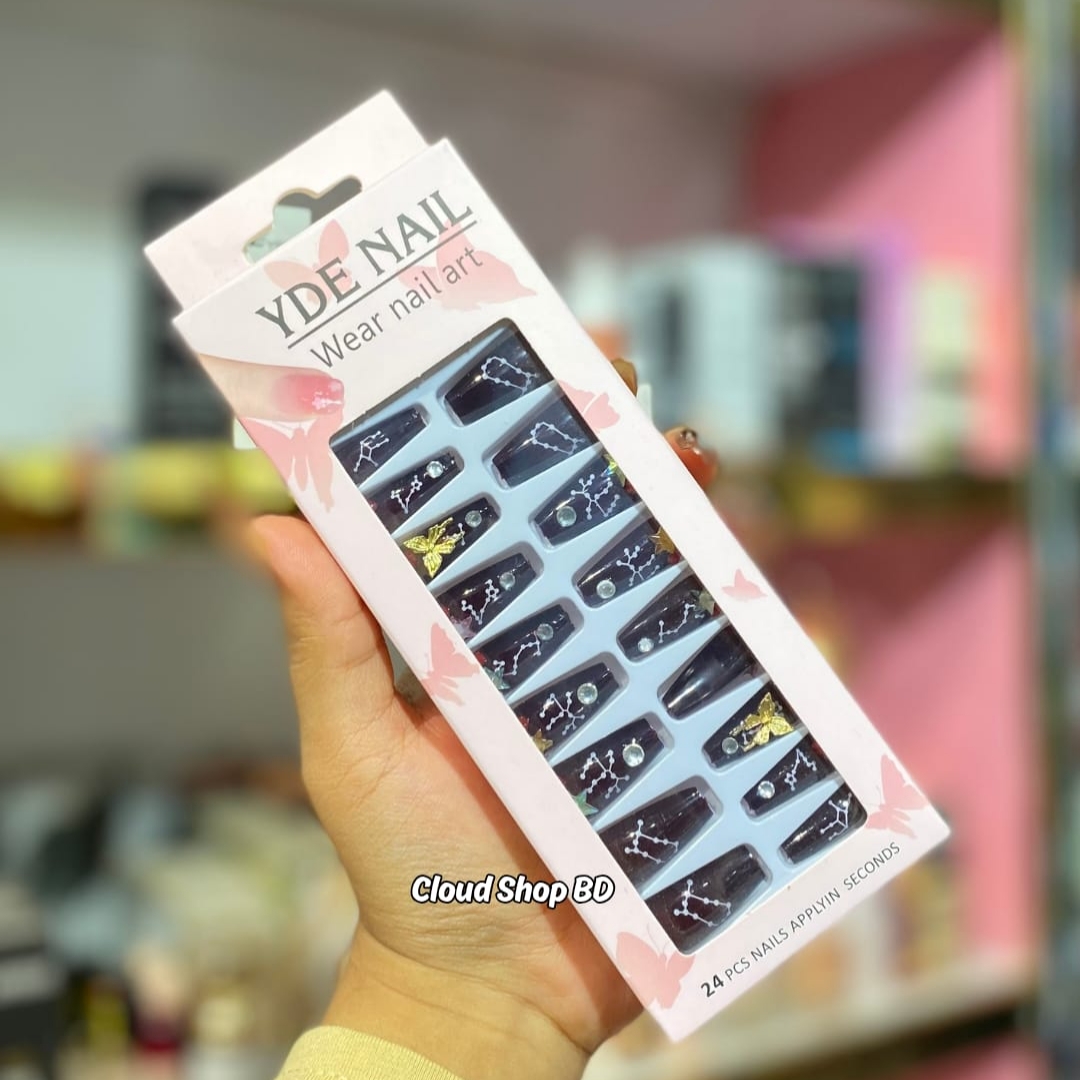 YDE NAIL
Wear nail art
Cloud Shop BD
24 PCS NAILS APPLYIN SECONDS